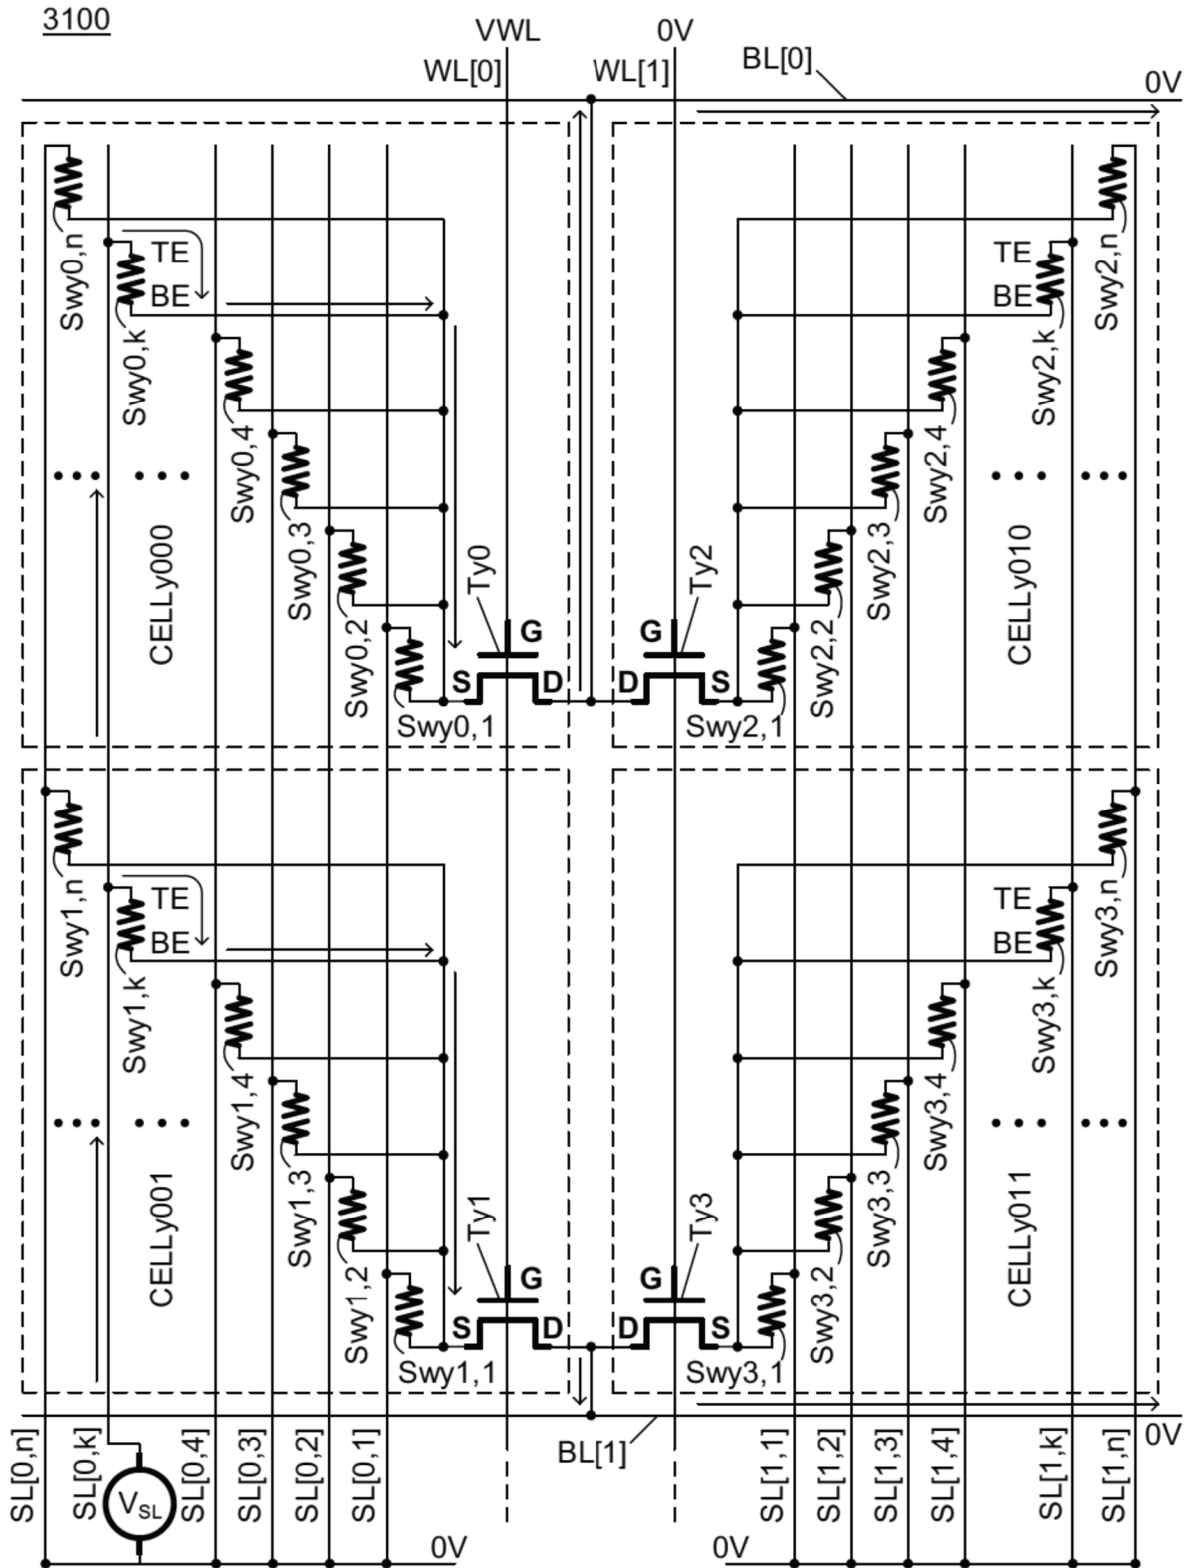 3100
VWL
0V
WL[0]
WL[1]
BL[0]
0V
Swy0,n
TE
BE
Swy0,k
Swy0,4
Swy0,3
Swy0,2
Swy0,1
CELLy000
Ty0
G
S
D
Ty2
G
D
S
Swy2,1
Swy2,2
Swy2,3
Swy2,4
TE
BE
Swy2,k
Swy2,n
CELLy010
Swy1,n
TE
BE
Swy1,k
Swy1,4
Swy1,3
Swy1,2
Swy1,1
CELLy001
Ty1
G
S
D
Ty3
G
D
S
Swy3,1
Swy3,2
Swy3,3
Swy3,4
TE
BE
Swy3,k
Swy3,n
CELLy011
BL[1]
0V
SL[0,n]
SL[0,k]
SL[0,4]
SL[0,3]
SL[0,2]
SL[0,1]
SL[1,1]
SL[1,2]
SL[1,3]
SL[1,4]
SL[1,k]
SL[1,n]
VSL
0V
0V